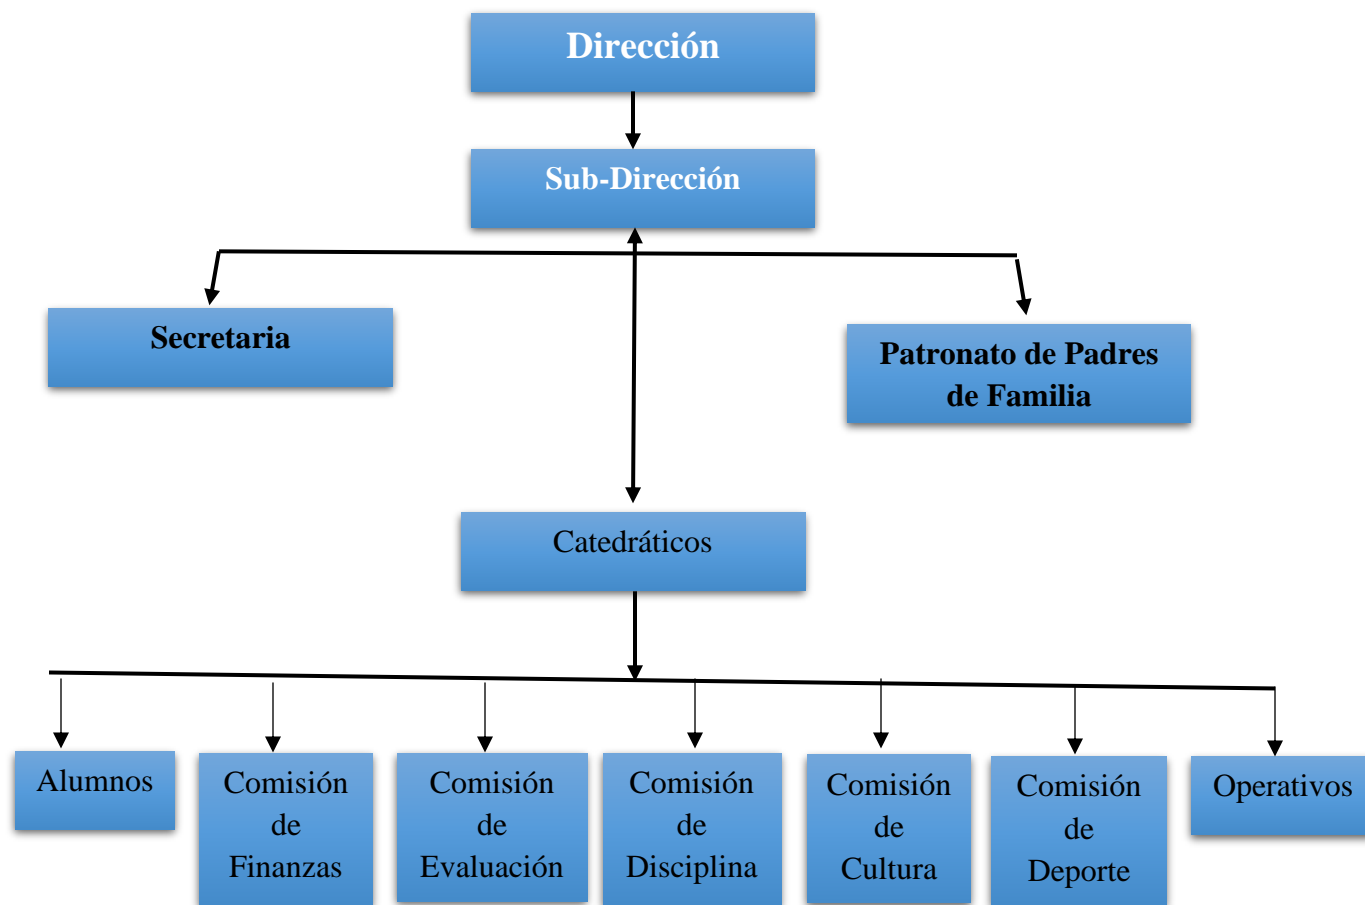 Dirección
Sub-Dirección
Secretaria
Patronato de Padres
de Familia
Catedráticos
Alumnos
Comisión
de
Finanzas
Comisión
de
Evaluación
Comisión
de
Disciplina
Comisión
de
Cultura
Comisión
de
Deporte
Operativos